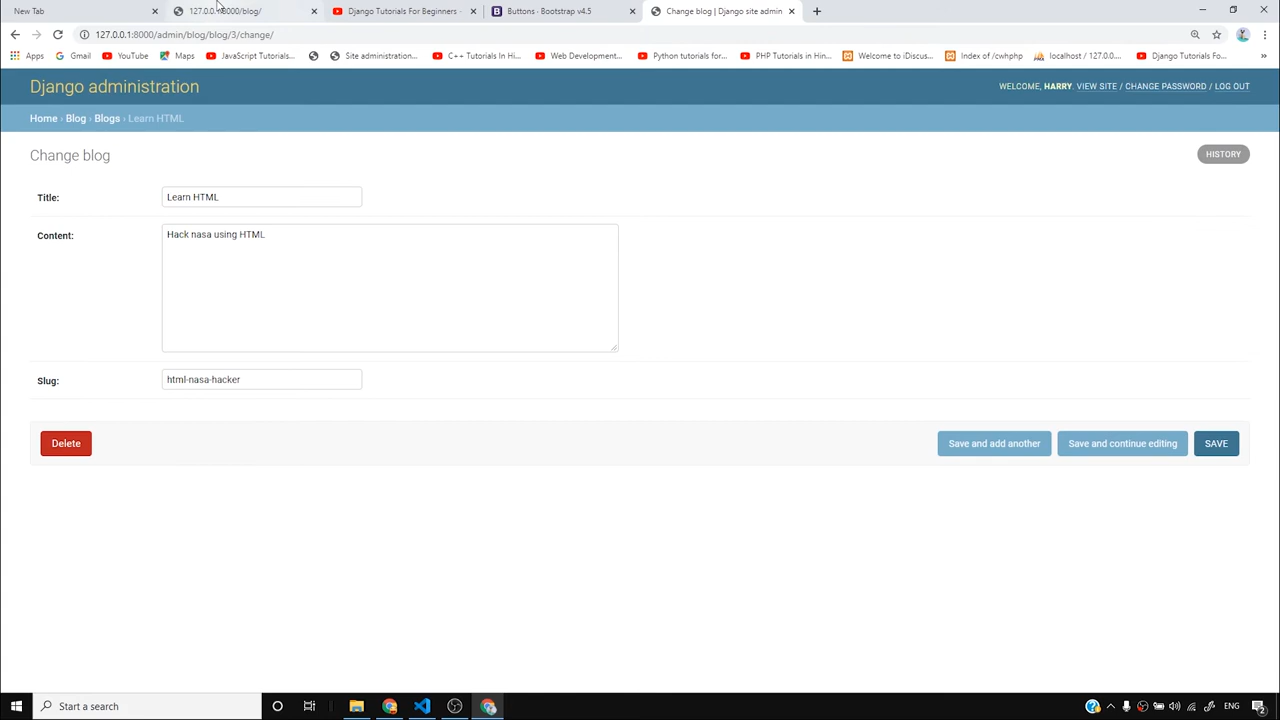 New Tab
127.0.0.1:8000/blog/
Django Tutorials For Beginners -
Buttons · Bootstrap v4.5
Change blog | Django site admin
127.0.0.1:8000/admin/blog/blog/3/change/
Apps
Gmail
YouTube
Maps
JavaScript Tutorials...
Site administration...
C++ Tutorials In Hi...
Web Development...
Python tutorials for...
PHP Tutorials in Hin...
Welcome to iDiscus...
Index of /cwhphp
localhost / 127.0.0....
Django Tutorials Fo...
»
Django administration
WELCOME, HARRY. VIEW SITE / CHANGE PASSWORD / LOG OUT
Home › Blog › Blogs › Learn HTML
Change blog
HISTORY
Title:
Learn HTML
Content:
Hack nasa using HTML
Slug:
html-nasa-hacker
Delete
Save and add another
Save and continue editing
SAVE
Start a search
ENG
2